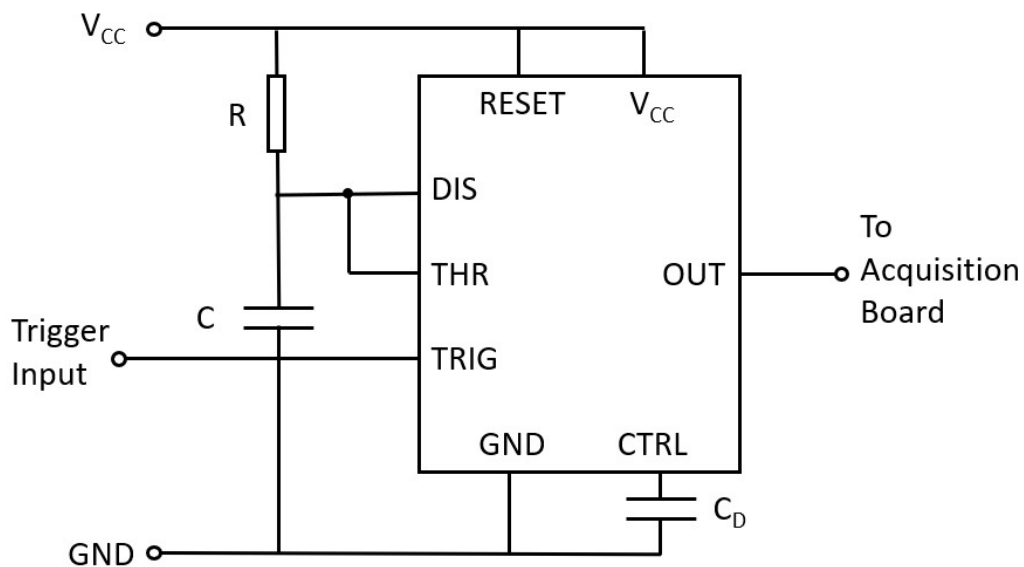 V_CC
RESET
V_CC
R
DIS
THR
OUT
To
Acquisition
Board
C
Trigger
Input
TRIG
GND
CTRL
C_D
GND